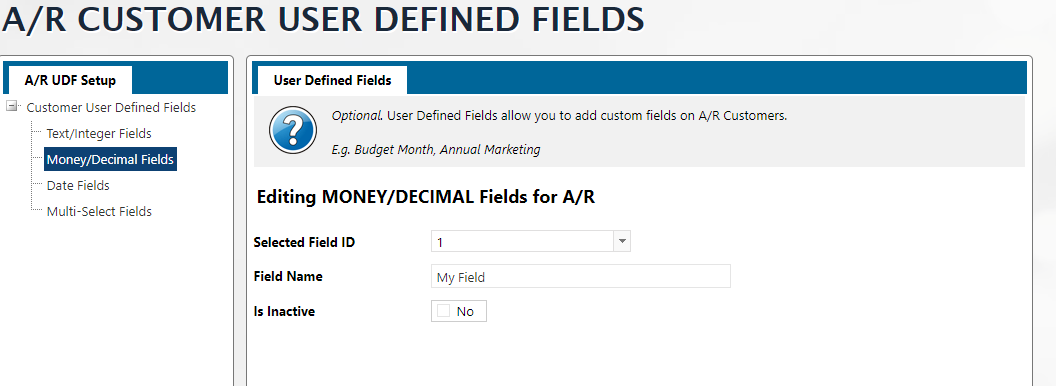 A/R CUSTOMER USER DEFINED FIELDS
A/R UDF Setup
Customer User Defined Fields
Text/Integer Fields
Money/Decimal Fields
Date Fields
Multi-Select Fields
User Defined Fields
?
Optional. User Defined Fields allow you to add custom fields on A/R Customers.
E.g. Budget Month, Annual Marketing
Editing MONEY/DECIMAL Fields for A/R
Selected Field ID 1
Field Name My Field
Is Inactive No